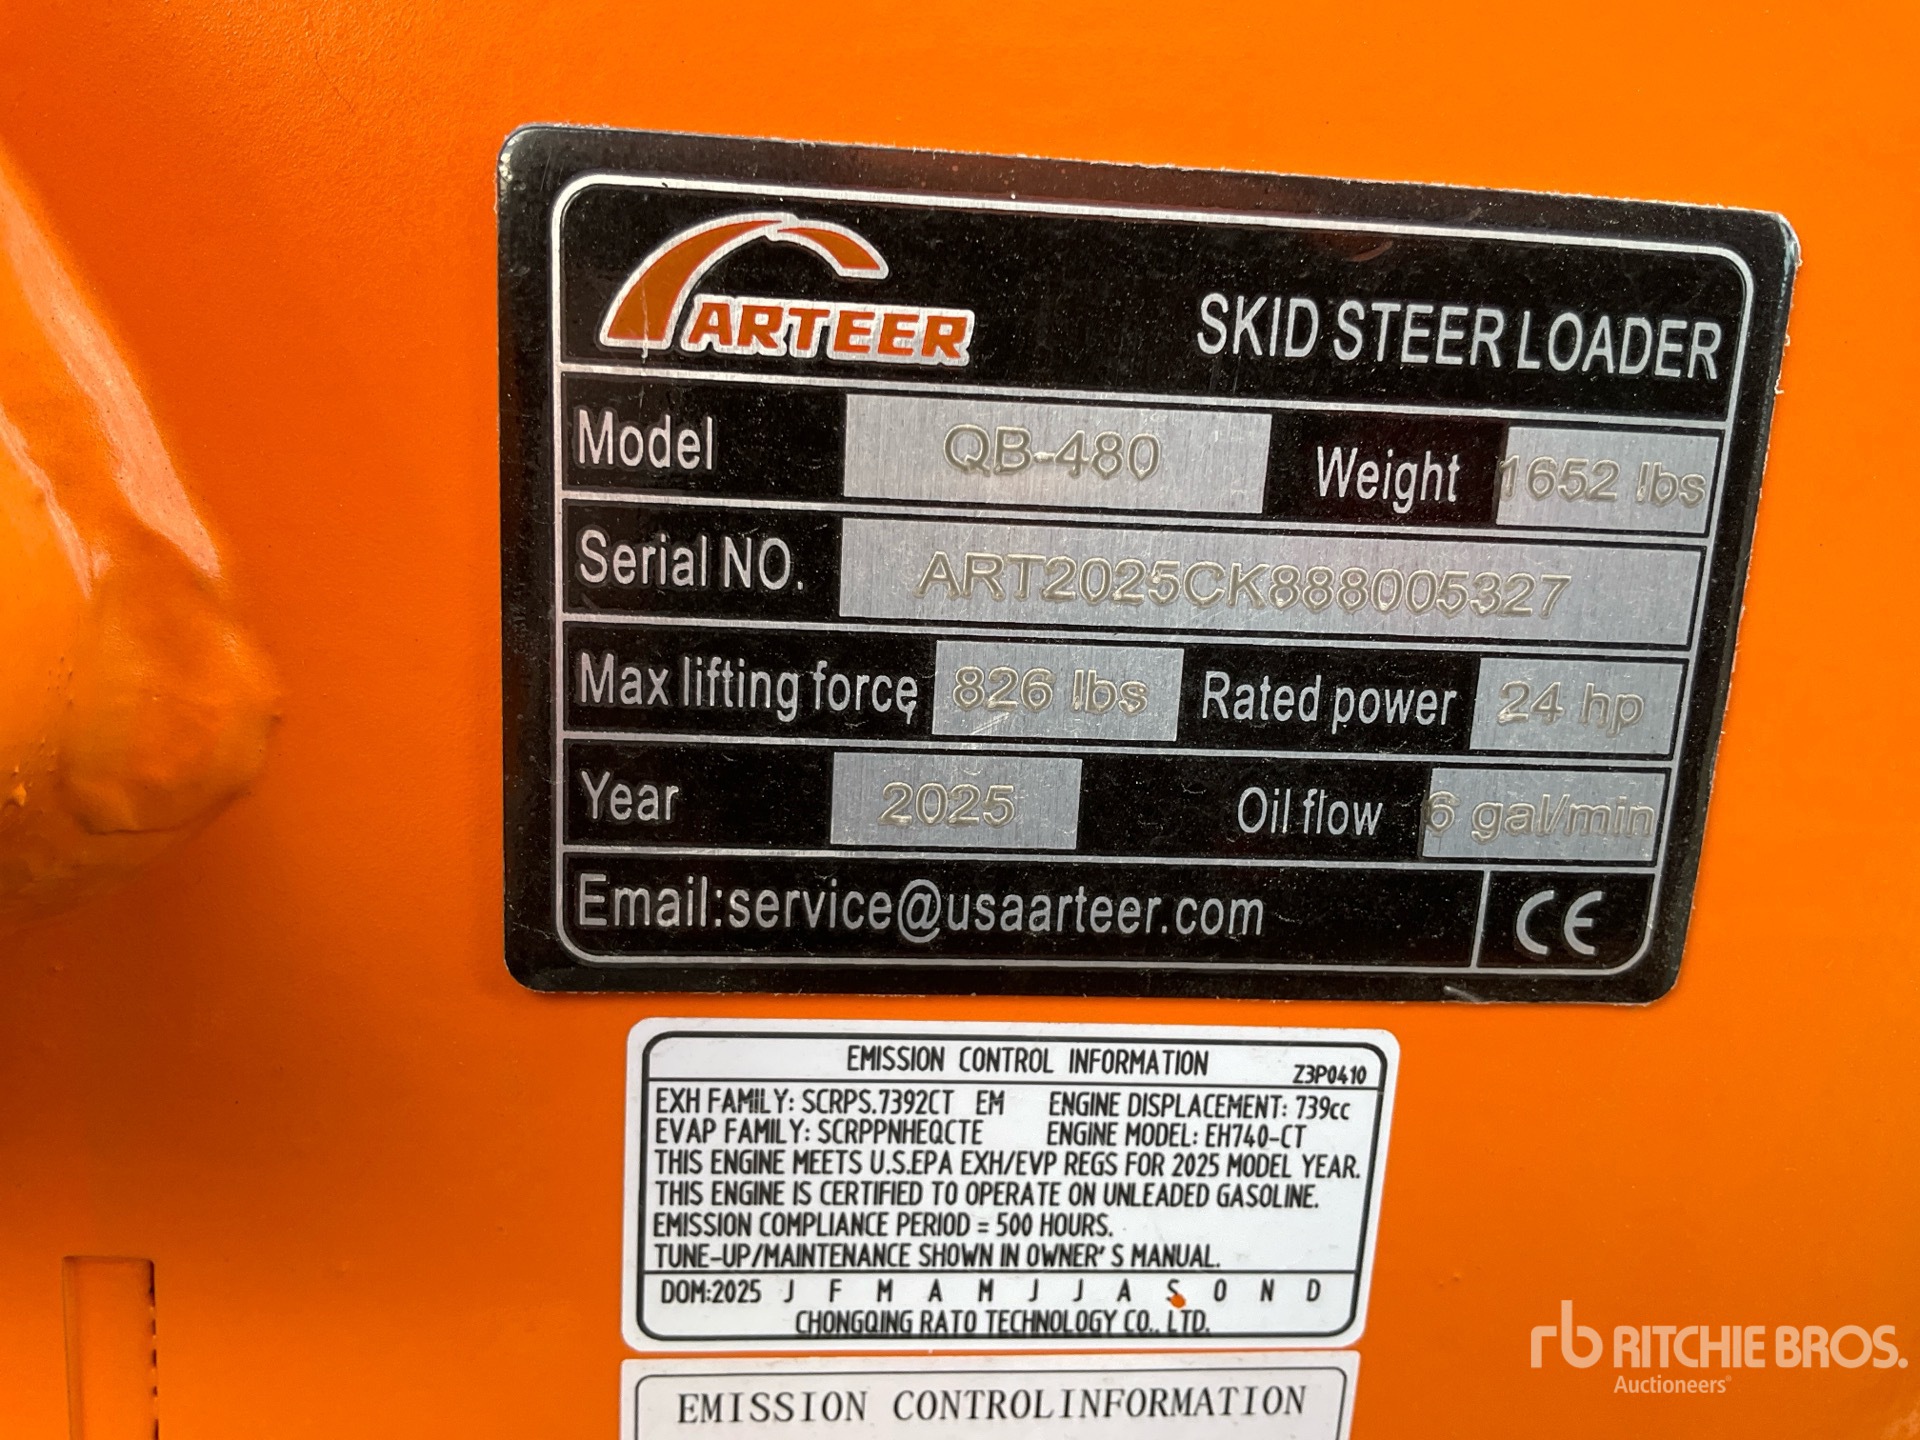 ARTEER
SKID STEER LOADER
Model QB-480 Weight 1652 lbs
Serial NO. ART2025CK888005327
Max lifting force 826 lbs Rated power 24 hp
Year 2025 Oil flow 6 gal/min
Email:service@usaarteer.com CE
EMISSION CONTROL INFORMATION Z3P0410
EXH FAMILY: SCRPS.7392CT EM ENGINE DISPLACEMENT: 739cc
EVAP FAMILY: SCRPPNHEQCTE ENGINE MODEL: EH740-CT
THIS ENGINE MEETS U.S.EPA EXH/EVP REGS FOR 2025 MODEL YEAR.
THIS ENGINE IS CERTIFIED TO OPERATE ON UNLEADED GASOLINE.
EMISSION COMPLIANCE PERIOD = 500 HOURS.
TUNE-UP/MAINTENANCE SHOWN IN OWNER'S MANUAL.
DOM:2025 J F M A M J J A S O N D
CHONGQING RATO TECHNOLOGY CO., LTD.
EMISSION CONTROLINFORMATION
rb RITCHIE BROS.
Auctioneers